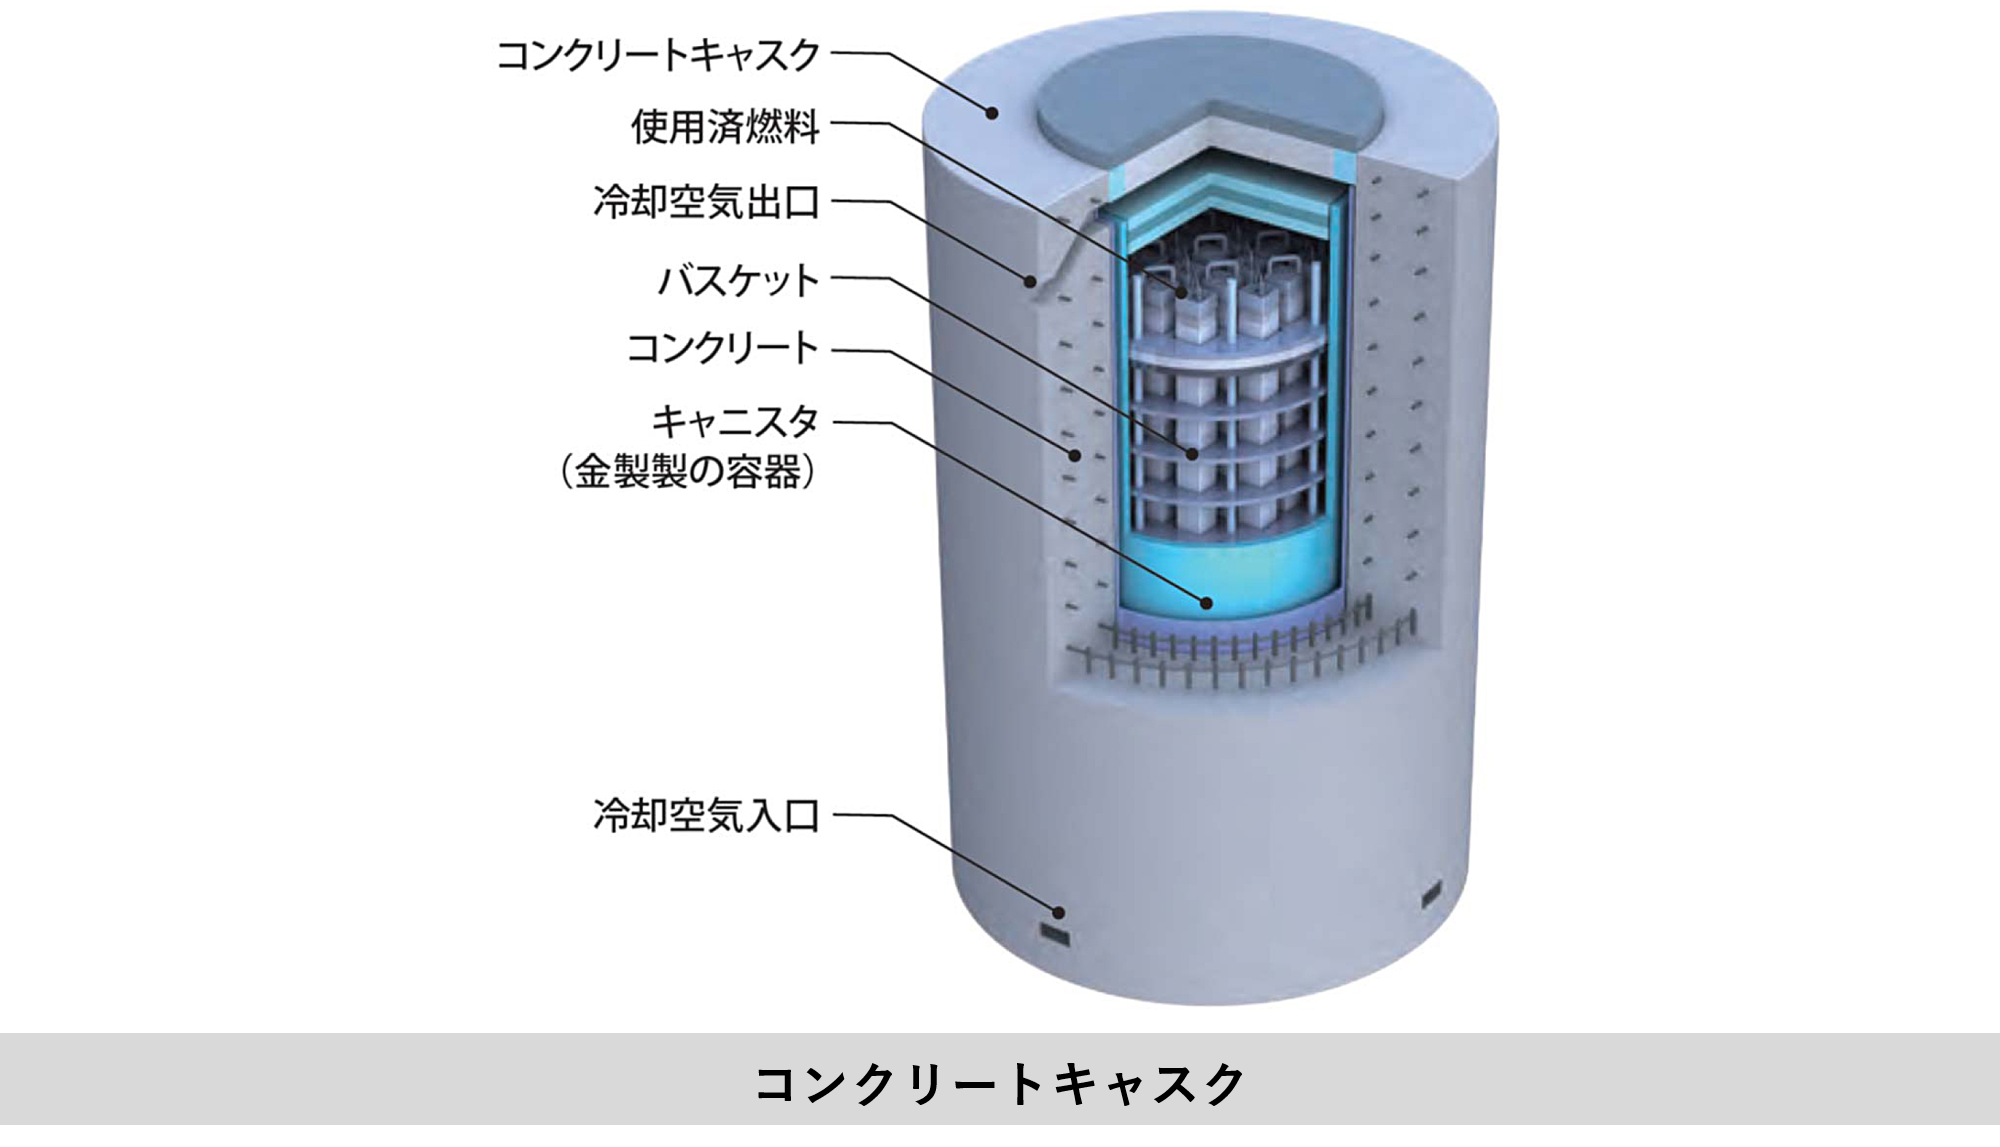 コンクリートキャスク
使用済燃料
冷却空気出口
バスケット
コンクリート
キャニスタ
（金製製の容器）
冷却空気入口
コンクリートキャスク